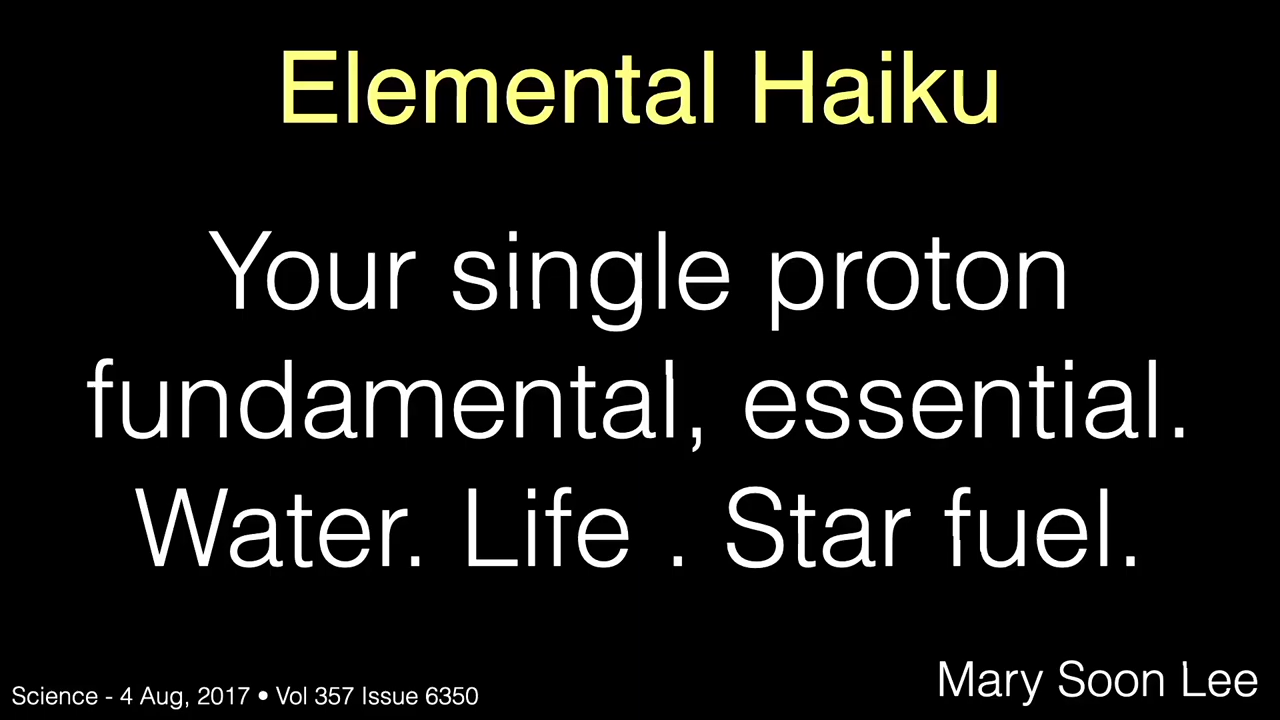 Elemental Haiku
Your single proton
fundamental, essential.
Water. Life . Star fuel.
Mary Soon Lee
Science - 4 Aug, 2017 • Vol 357 Issue 6350